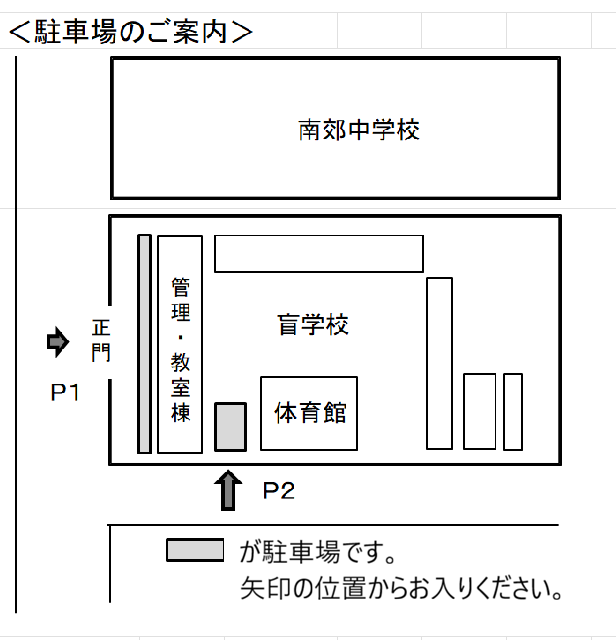 ＜駐車場のご案内＞
南郊中学校
管理・教室棟
盲学校
正門
P1
体育館
P2
が駐車場です。
矢印の位置からお入りください。